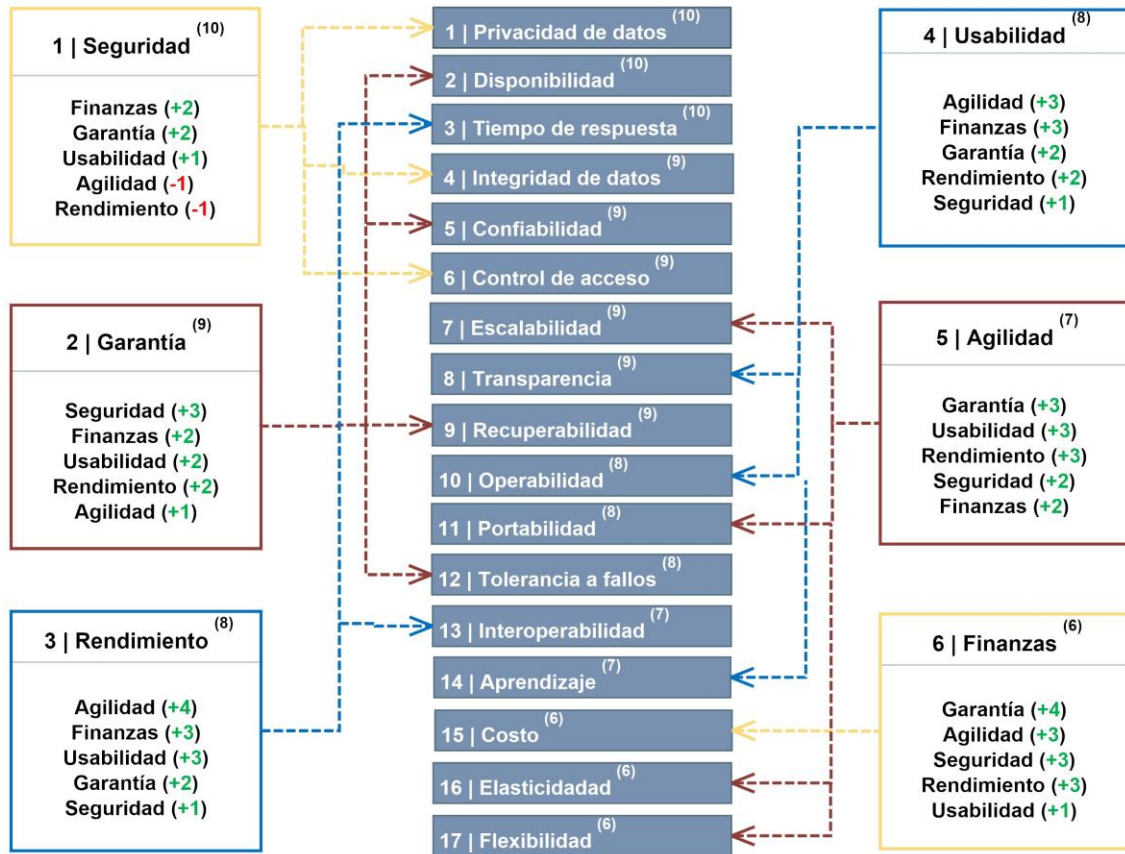 1 | Seguridad (10)
Finanzas (+2)
Garantía (+2)
Usabilidad (+1)
Agilidad (-1)
Rendimiento (-1)
2 | Garantía (9)
Seguridad (+3)
Finanzas (+2)
Usabilidad (+2)
Rendimiento (+2)
Agilidad (+1)
3 | Rendimiento (8)
Agilidad (+4)
Finanzas (+3)
Usabilidad (+3)
Garantía (+2)
Seguridad (+1)
1 | Privacidad de datos (10)
2 | Disponibilidad (10)
3 | Tiempo de respuesta (10)
4 | Integridad de datos (9)
5 | Confiabilidad (9)
6 | Control de acceso (9)
7 | Escalabilidad (9)
8 | Transparencia (9)
9 | Recuperabilidad (9)
10 | Operabilidad (8)
11 | Portabilidad (8)
12 | Tolerancia a fallos (8)
13 | Interoperabilidad (7)
14 | Aprendizaje (7)
15 | Costo (6)
16 | Elasticidadad (6)
17 | Flexibilidad (6)
4 | Usabilidad (8)
Agilidad (+3)
Finanzas (+3)
Garantía (+2)
Rendimiento (+2)
Seguridad (+1)
5 | Agilidad (7)
Garantía (+3)
Usabilidad (+3)
Rendimiento (+3)
Seguridad (+2)
Finanzas (+2)
6 | Finanzas (6)
Garantía (+4)
Agilidad (+3)
Seguridad (+3)
Rendimiento (+3)
Usabilidad (+1)